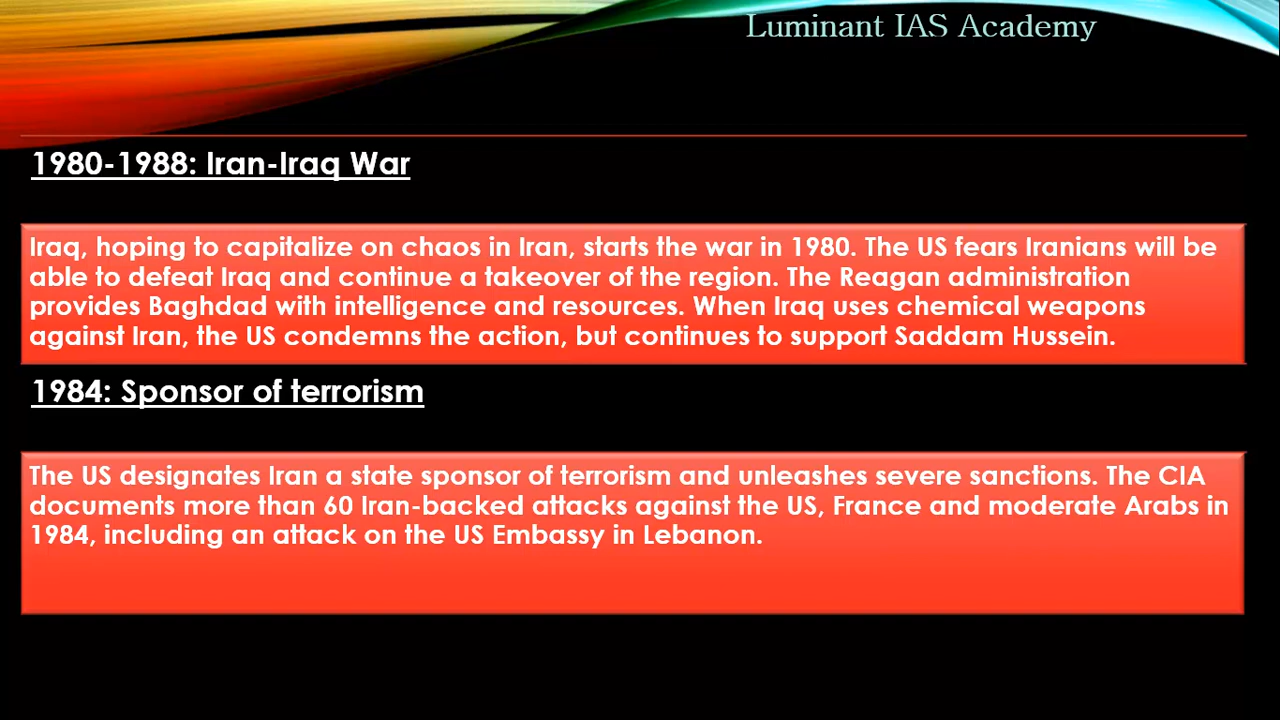 Luminant IAS Academy
1980-1988: Iran-Iraq War
Iraq, hoping to capitalize on chaos in Iran, starts the war in 1980. The US fears Iranians will be
able to defeat Iraq and continue a takeover of the region. The Reagan administration
provides Baghdad with intelligence and resources. When Iraq uses chemical weapons
against Iran, the US condemns the action, but continues to support Saddam Hussein.
1984: Sponsor of terrorism
The US designates Iran a state sponsor of terrorism and unleashes severe sanctions. The CIA
documents more than 60 Iran-backed attacks against the US, France and moderate Arabs in
1984, including an attack on the US Embassy in Lebanon.